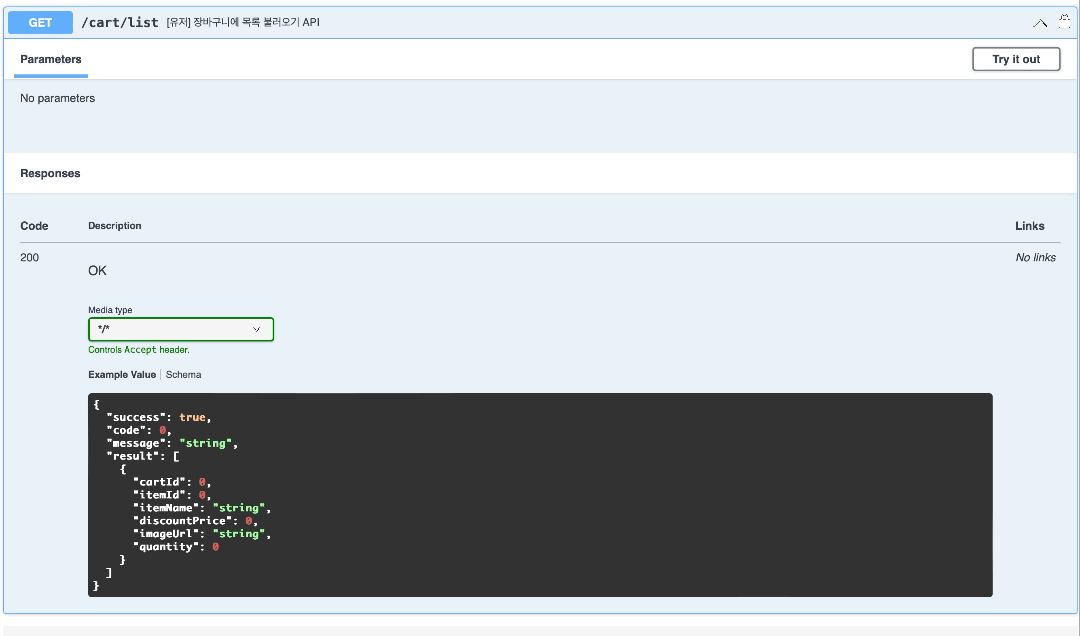 GET /cart/list [유저] 장바구니에 목록 불러오기 API
Parameters
Try it out
No parameters
Responses
Code Description Links
200 OK No links
Media type
*/*
Controls Accept header.
Example Value Schema
{
  "success": true,
  "code": 0,
  "message": "string",
  "result": [
    {
      "cartId": 0,
      "itemId": 0,
      "itemName": "string",
      "discountPrice": 0,
      "imageUrl": "string",
      "quantity": 0
    }
  ]
}